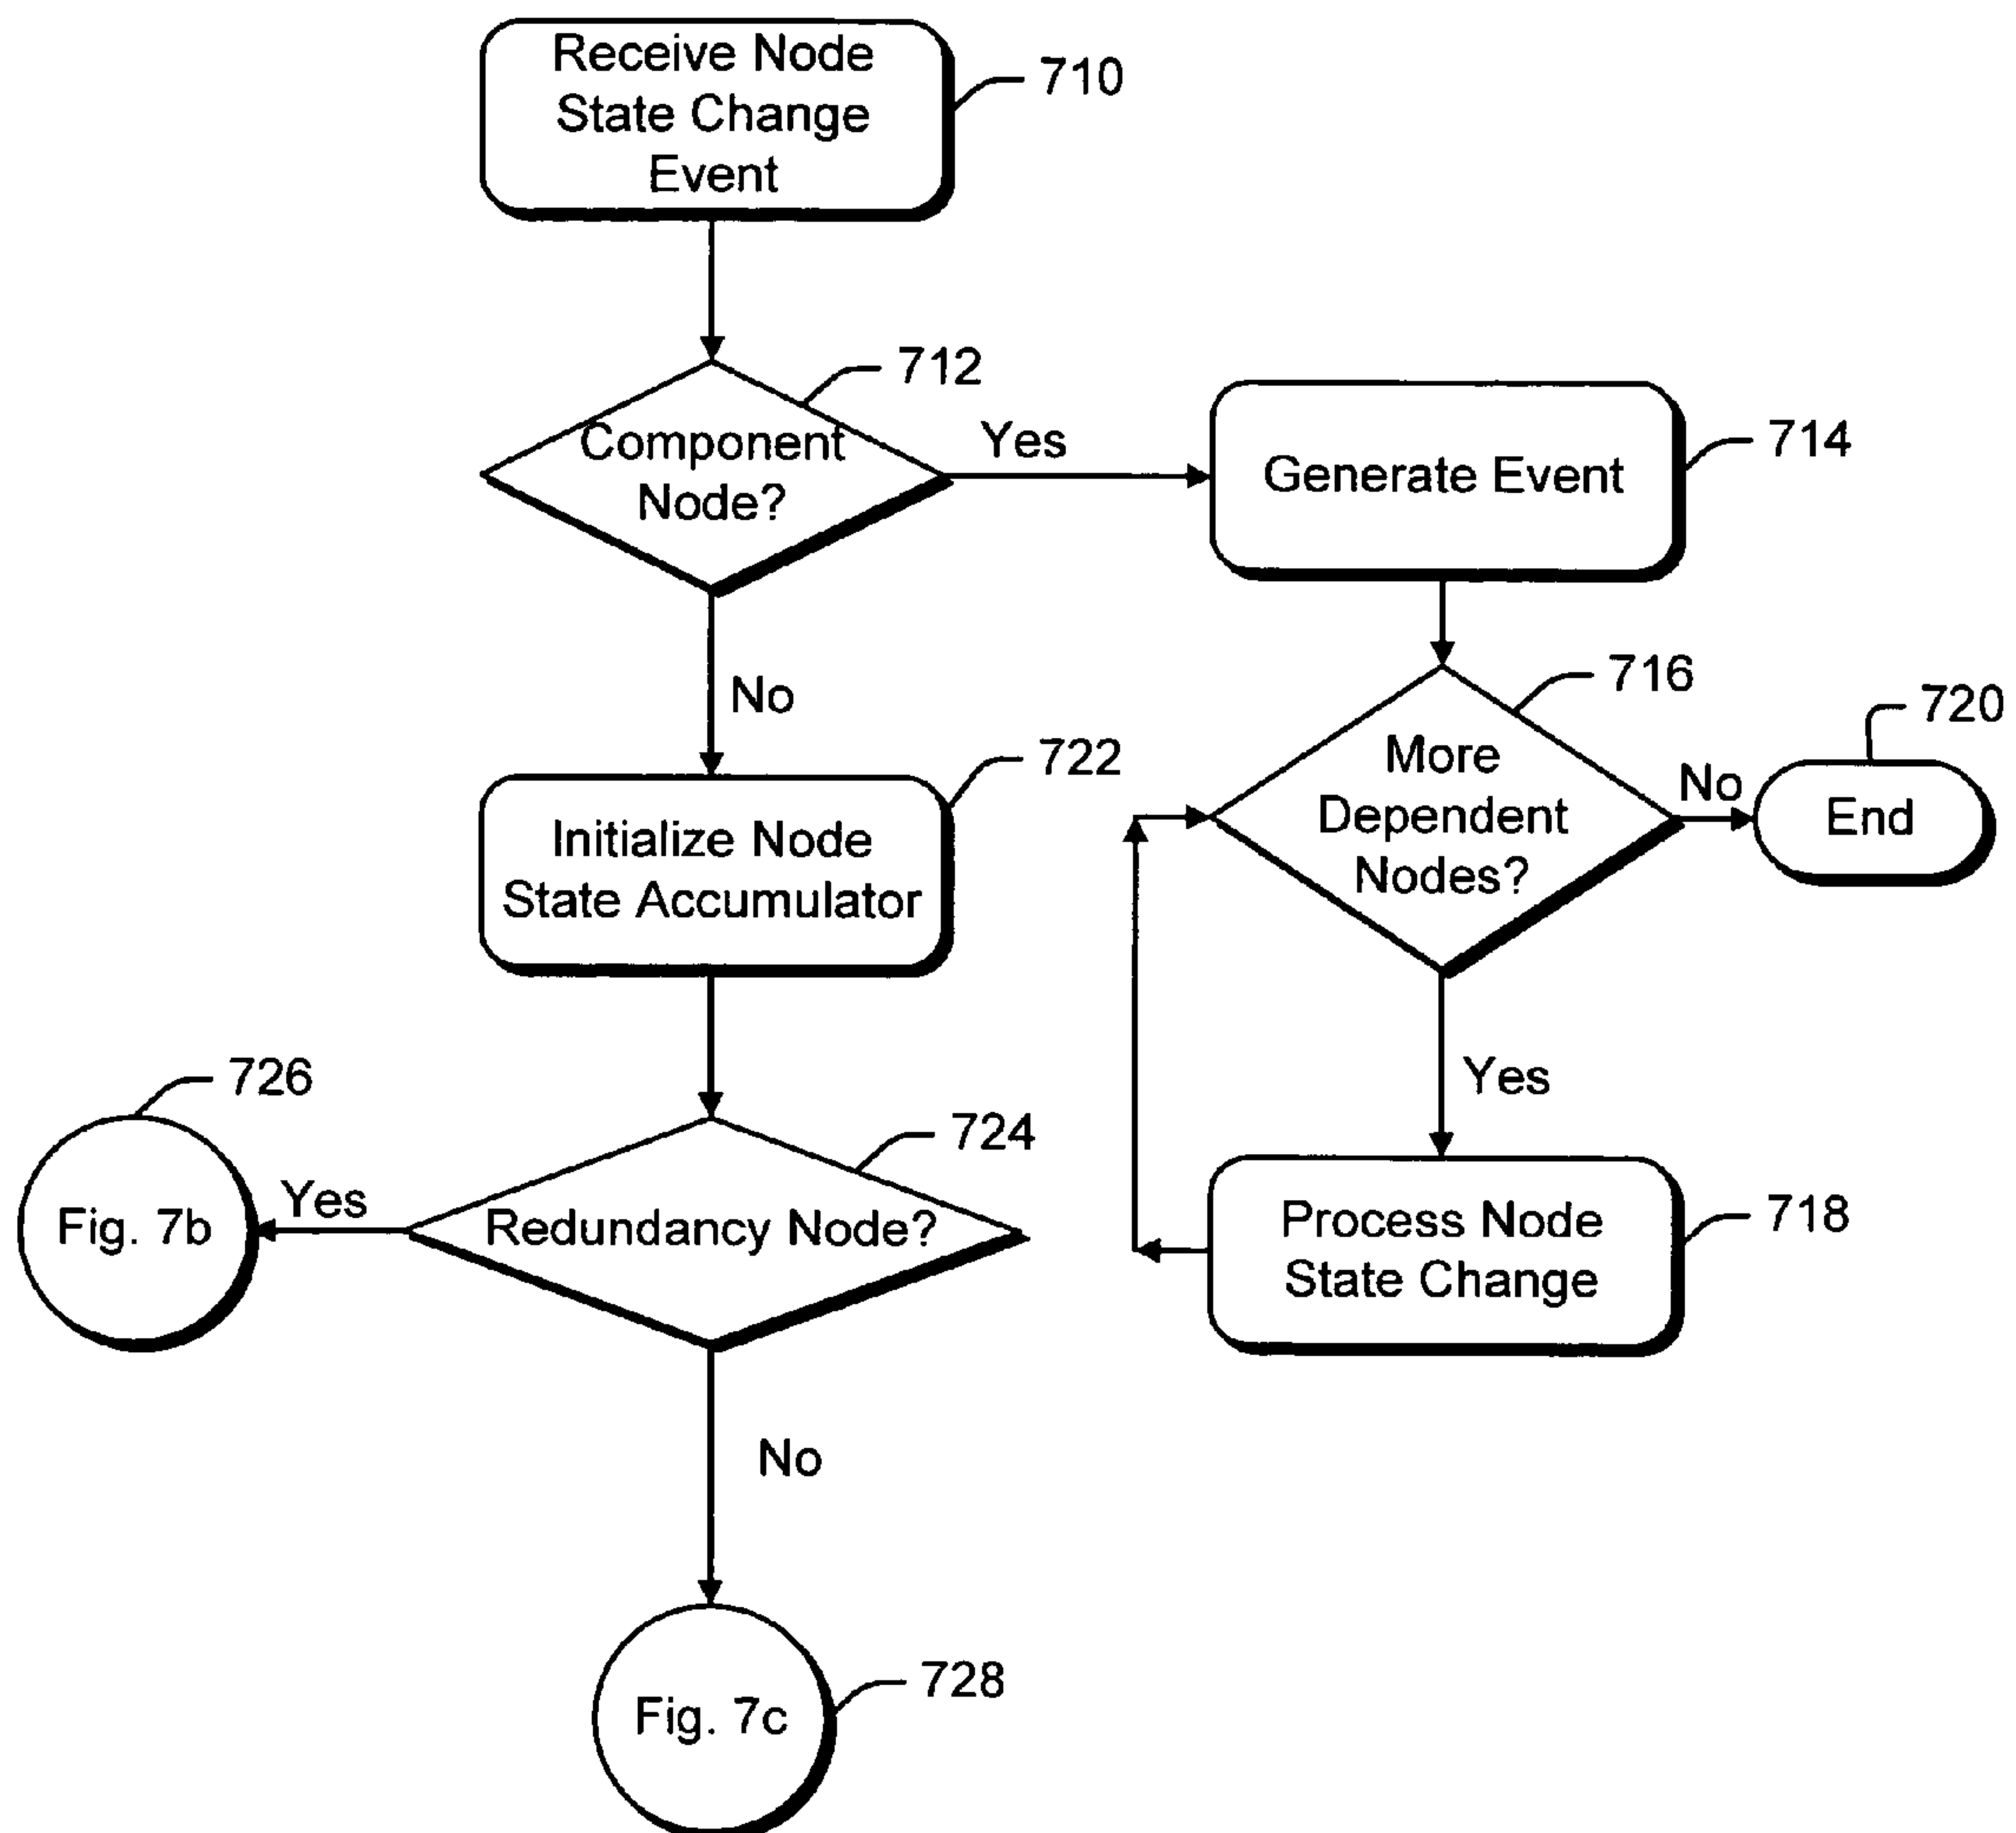 Receive Node
State Change
Event
710
712
Component
Node?
Yes
Generate Event
714
No
716
More
Dependent
Nodes?
No
720
End
722
Initialize Node
State Accumulator
Yes
726
Fig. 7b
Yes
724
Redundancy Node?
Process Node
State Change
718
No
Fig. 7c
728